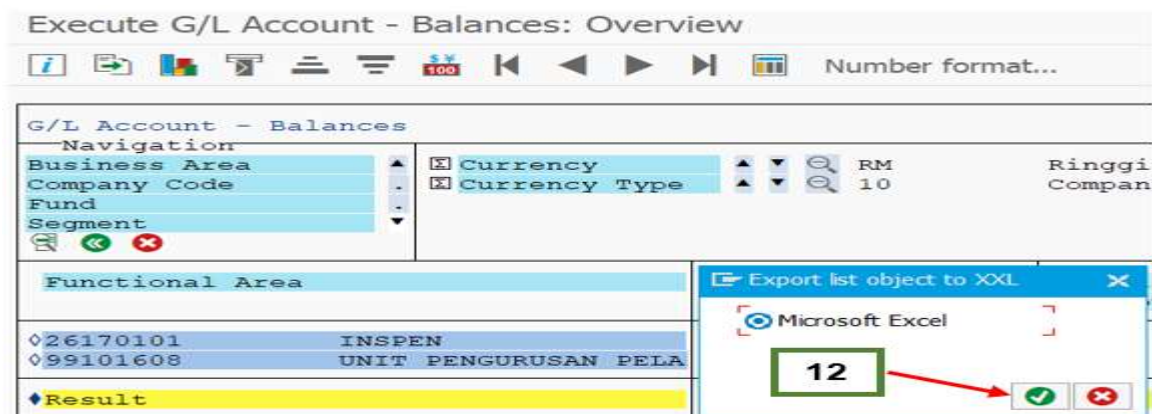 Execute G/L Account - Balances: Overview
Number format...
G/L Account - Balances
Navigation
Business Area
Company Code
Fund
Segment
Currency RM Ringgi
Currency Type 10 Compan
Functional Area
Export list object to XXL
Microsoft Excel
26170101 INSPEN
99101608 UNIT PENGURUSAN PELA
12
Result